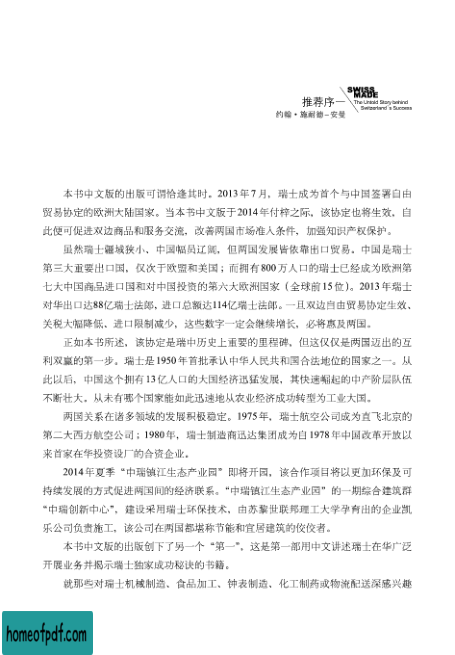 SWISS
MADE
推荐序一
The Untold Story behind
Switzerland's Success
约翰·施耐德-安曼
本书中文版的出版可谓恰逢其时。2013年7月，瑞士成为首个与中国签署自由
贸易协定的欧洲大陆国家。当本书中文版于2014年付梓之际，该协定也将生效，自
此便可促进双边商品和服务交流，改善两国市场准入条件，加强知识产权保护。
虽然瑞士疆域狭小、中国幅员辽阔，但两国发展皆依靠出口贸易。中国是瑞士
第三大重要出口国，仅次于欧盟和美国；而拥有800万人口的瑞士已经成为欧洲第
七大中国商品进口国和对中国投资的第六大欧洲国家（全球前15位）。2013年瑞士
对华出口达88亿瑞士法郎、进口总额达114亿瑞士法郎。一旦双边自由贸易协定生效、
关税大幅降低、进口限制减少，这些数字一定会继续增长，必将惠及两国。
正如本书所述，该协定是瑞中历史上重要的里程碑，但这仅仅是两国迈出的互
利双赢的第一步。瑞士是1950年首批承认中华人民共和国合法地位的国家之一。从
此以后，中国这个拥有13亿人口的大国经济迅猛发展，其快速崛起的中产阶层队伍
不断壮大。从未有哪个国家能如此迅速地从农业经济成功转型为工业大国。
两国关系在诸多领域的发展积极稳定。1975年，瑞士航空公司成为直飞北京的
第二大西方航空公司；1980年，瑞士制造商迅达集团成为自1978年中国改革开放以
来首家在华投资设厂的合资企业。
2014年夏季“中瑞镇江生态产业园”即将开园，该合作项目将以更加环保及可
持续发展的方式促进两国间的经济联系。“中瑞镇江生态产业园”的一期综合建筑群
“中瑞创新中心”，建设采用瑞士环保技术，由苏黎世联邦理工大学孕育出的企业凯
乐公司负责施工，该公司在两国都堪称节能和宜居建筑的佼佼者。
本书中文版的出版创下了另一个“第一”，这是第一部用中文讲述瑞士在华广泛
开展业务并揭示瑞士独家成功秘诀的书籍。
就那些对瑞士机械制造、食品加工、钟表制造、化工制药或物流配送深感兴趣
homeofpdf.com